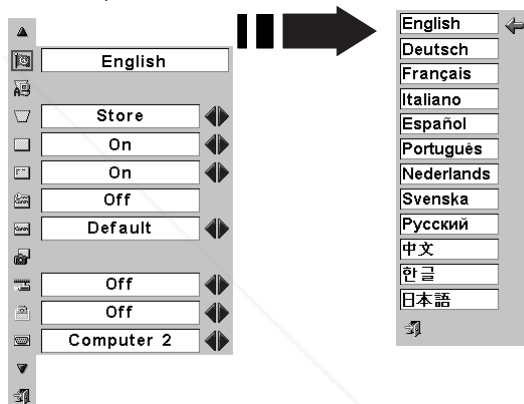 English
Store
On
On
Off
Default
Off
Off
Computer 2
English
Deutsch
Français
Italiano
Español
Português
Nederlands
Svenska
Русский
中文
한글
日本語